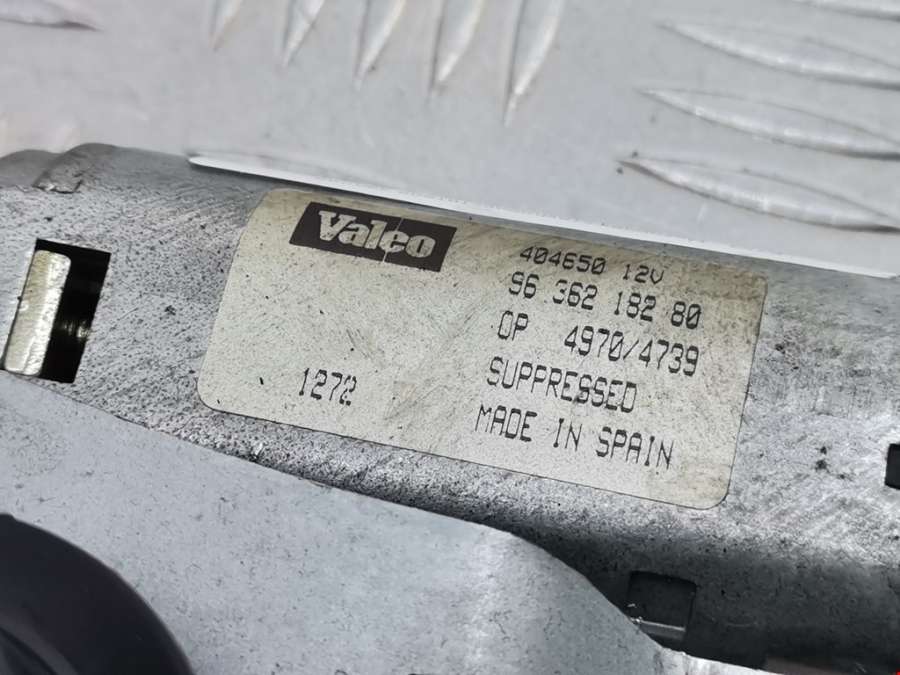 Valeo
404650 12V
96 362 182 80
OP 4970/4739
SUPPRESSED
1272
MADE IN SPAIN